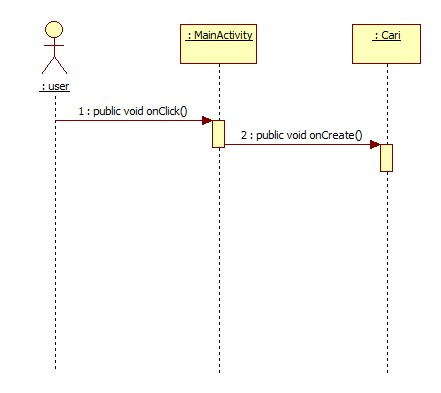 : MainActivity
: Cari
: user
1 : public void onClick()
2 : public void onCreate()